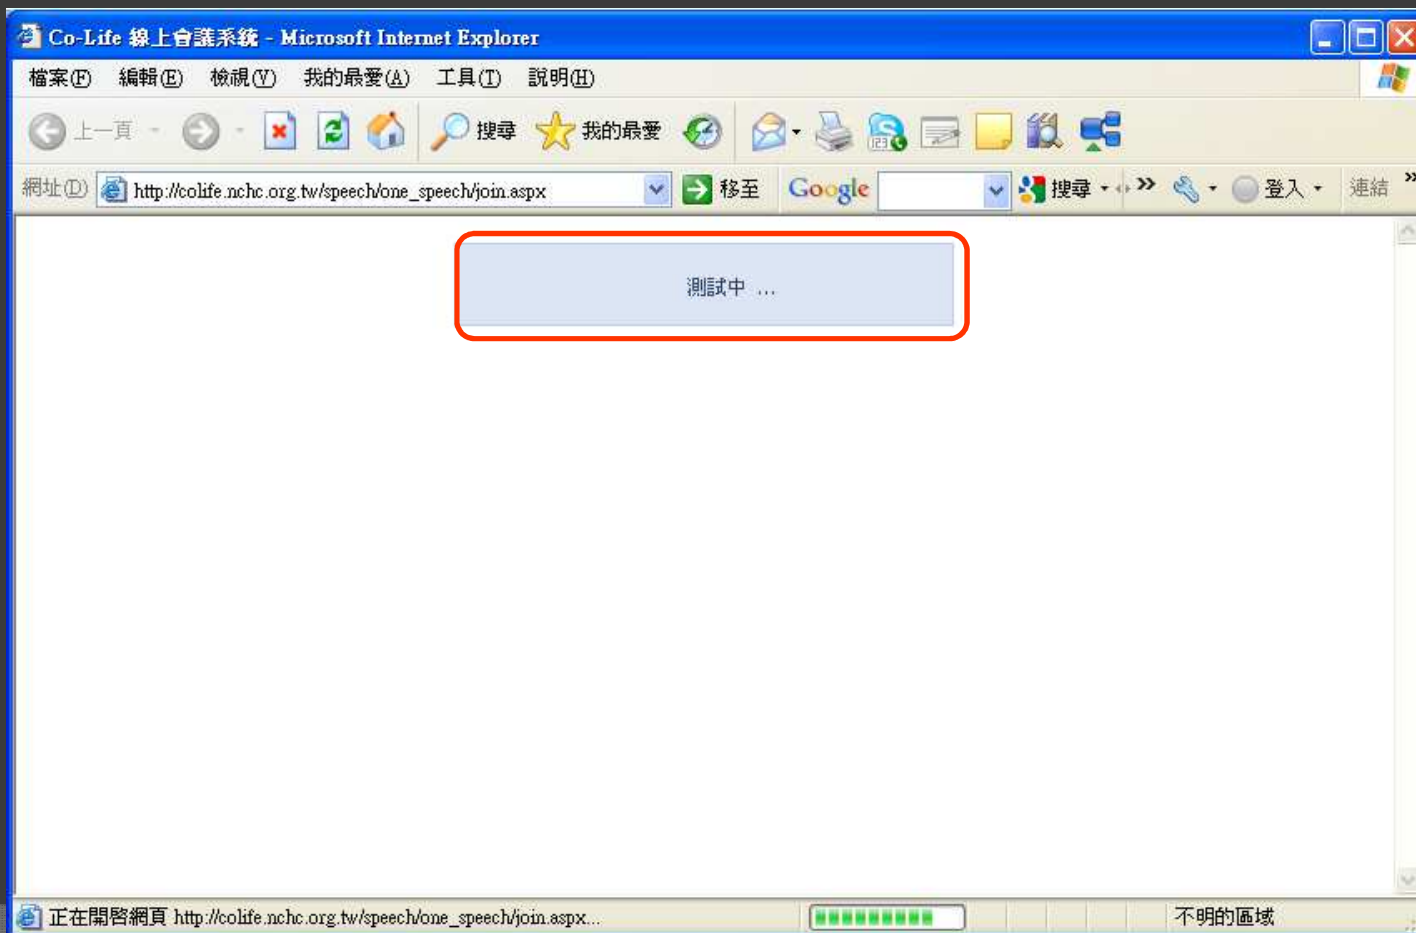 Co-Life 線上會議系統 - Microsoft Internet Explorer
檔案(F) 編輯(E) 檢視(V) 我的最愛(A) 工具(T) 說明(H)
上一頁 搜尋 我的最愛
網址(D) http://colife.nchc.org.tw/speech/one_speech/join.aspx 移至 Google 搜尋 登入 連結
測試中 ...
正在開啓網頁 http://colife.nchc.org.tw/speech/one_speech/join.aspx... 不明的區域